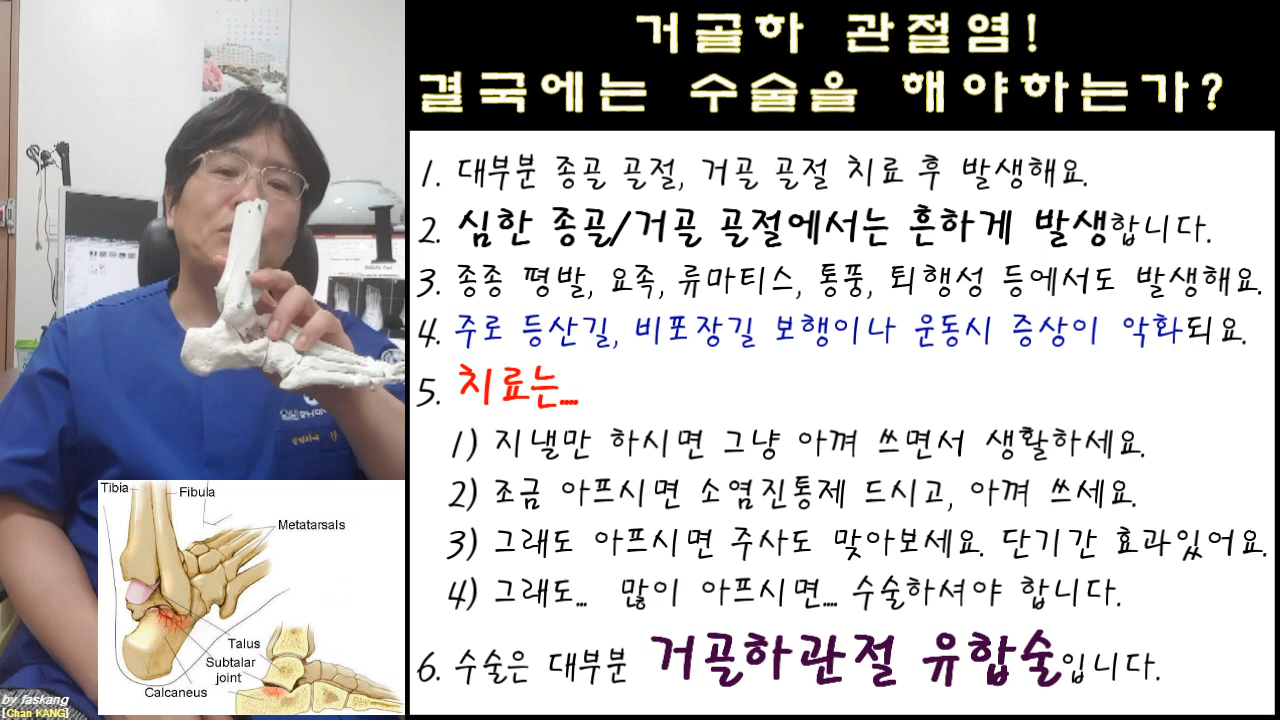 거골하 관절염!
결국에는 수술을 해야하는가?
1. 대부분 종골 골절, 거골 골절 치료 후 발생해요.
2. 심한 종골/거골 골절에서는 흔하게 발생합니다.
3. 종종 평발, 요족, 류마티스, 통풍, 퇴행성 등에서도 발생해요.
4. 주로 등산길, 비포장길 보행이나 운동시 증상이 악화되요.
5. 치료는....
1) 지낼만 하시면 그냥 아껴 쓰면서 생활하세요.
2) 조금 아프시면 소염진통제 드시고, 아껴 쓰세요.
3) 그래도 아프시면 주사도 맞아보세요. 단기간 효과있어요.
4) 그래도... 많이 아프시면.... 수술하셔야 합니다.
6. 수술은 대부분 거골하관절 유합술입니다.
Tibia
Fibula
Metatarsals
Talus
Subtalar
joint
Calcaneus
by faskang
[Chan KANG]